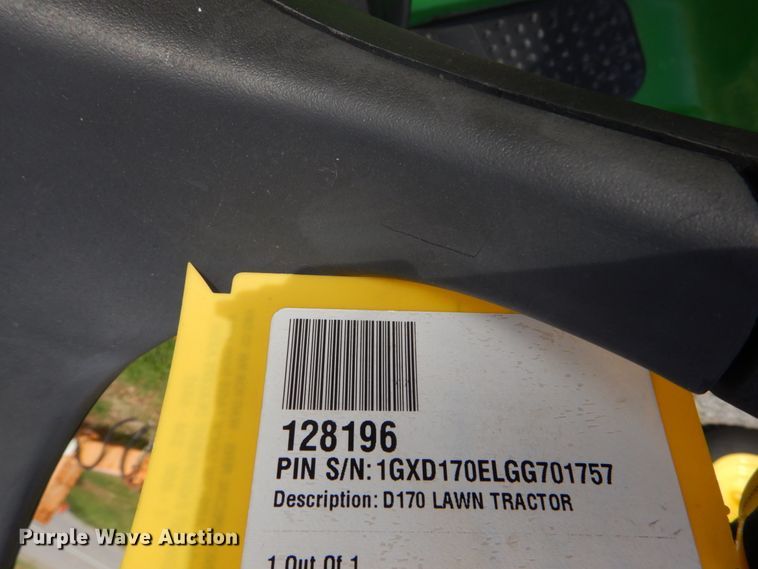 128196
PIN S/N: 1GXD170ELGG701757
Description: D170 LAWN TRACTOR
1 Out Of 1
Purple Wave Auction